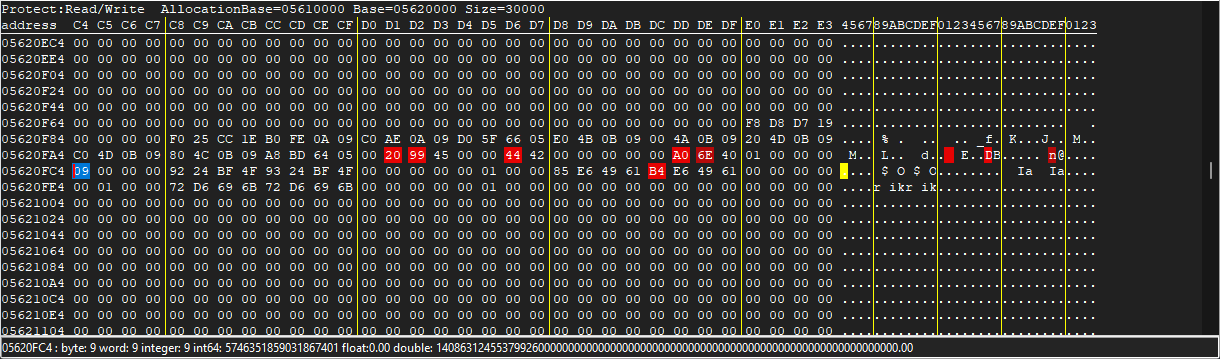 Protect:Read/Write AllocationBase=05610000 Base=05620000 Size=30000
address C4 C5 C6 C7 C8 C9 CA CB CC CD CE CF D0 D1 D2 D3 D4 D5 D6 D7 D8 D9 DA DB DC DD DE DF E0 E1 E2 E3 456789ABCDEF0123456789ABCDEF0123
05620EC4 00 00 00 00 00 00 00 00 00 00 00 00 00 00 00 00 00 00 00 00 00 00 00 00 00 00 00 00 00 00 00 00 ................................
05620EE4 00 00 00 00 00 00 00 00 00 00 00 00 00 00 00 00 00 00 00 00 00 00 00 00 00 00 00 00 00 00 00 00 ................................
05620F04 00 00 00 00 00 00 00 00 00 00 00 00 00 00 00 00 00 00 00 00 00 00 00 00 00 00 00 00 00 00 00 00 ................................
05620F24 00 00 00 00 00 00 00 00 00 00 00 00 00 00 00 00 00 00 00 00 00 00 00 00 00 00 00 00 00 00 00 00 ................................
05620F44 00 00 00 00 00 00 00 00 00 00 00 00 00 00 00 00 00 00 00 00 00 00 00 00 00 00 00 00 00 00 00 00 ................................
05620F64 00 00 00 00 00 00 00 00 00 00 00 00 00 00 00 00 00 00 00 00 00 00 00 00 00 00 00 00 F8 D8 D7 19 ............................   .
05620F84 00 00 00 00 F0 25 CC 1E B0 FE 0A 09 C0 AE 0A 09 D0 5F 66 05 E0 4B 0B 09 00 4A 0B 09 20 4D 0B 09 .... % .  ..  .. _f. K...J.. M..
05620FA4 C0 4D 0B 09 80 4C 0B 09 A8 BD 64 05 00 20 99 45 00 00 44 42 00 00 00 00 00 A0 6E 40 01 00 00 00 M.. L..  d.. E..DB..... n@....
05620FC4 09 00 00 00 92 24 BF 4F 93 24 BF 4F 00 00 00 00 00 01 00 00 85 E6 49 61 B4 E6 49 61 00 00 00 00 .... $ O $ O........  Ia  Ia....
05620FE4 00 01 00 00 72 D6 69 6B 72 D6 69 6B 00 00 00 00 00 01 00 00 00 00 00 00 00 00 00 00 00 00 00 00 ....r ikr ik....................
05621004 00 00 00 00 00 00 00 00 00 00 00 00 00 00 00 00 00 00 00 00 00 00 00 00 00 00 00 00 00 00 00 00 ................................
05621024 00 00 00 00 00 00 00 00 00 00 00 00 00 00 00 00 00 00 00 00 00 00 00 00 00 00 00 00 00 00 00 00 ................................
05621044 00 00 00 00 00 00 00 00 00 00 00 00 00 00 00 00 00 00 00 00 00 00 00 00 00 00 00 00 00 00 00 00 ................................
05621064 00 00 00 00 00 00 00 00 00 00 00 00 00 00 00 00 00 00 00 00 00 00 00 00 00 00 00 00 00 00 00 00 ................................
05621084 00 00 00 00 00 00 00 00 00 00 00 00 00 00 00 00 00 00 00 00 00 00 00 00 00 00 00 00 00 00 00 00 ................................
056210A4 00 00 00 00 00 00 00 00 00 00 00 00 00 00 00 00 00 00 00 00 00 00 00 00 00 00 00 00 00 00 00 00 ................................
056210C4 00 00 00 00 00 00 00 00 00 00 00 00 00 00 00 00 00 00 00 00 00 00 00 00 00 00 00 00 00 00 00 00 ................................
056210E4 00 00 00 00 00 00 00 00 00 00 00 00 00 00 00 00 00 00 00 00 00 00 00 00 00 00 00 00 00 00 00 00 ................................
05621104 00 00 00 00 00 00 00 00 00 00 00 00 00 00 00 00 00 00 00 00 00 00 00 00 00 00 00 00 00 00 00 00 ................................
05620FC4 : byte: 9 word: 9 integer: 9 int64: 5746351859031867401 float:0.00 double: 14086312455379926000000000000000000000000000000000000000000000000000000000000.00